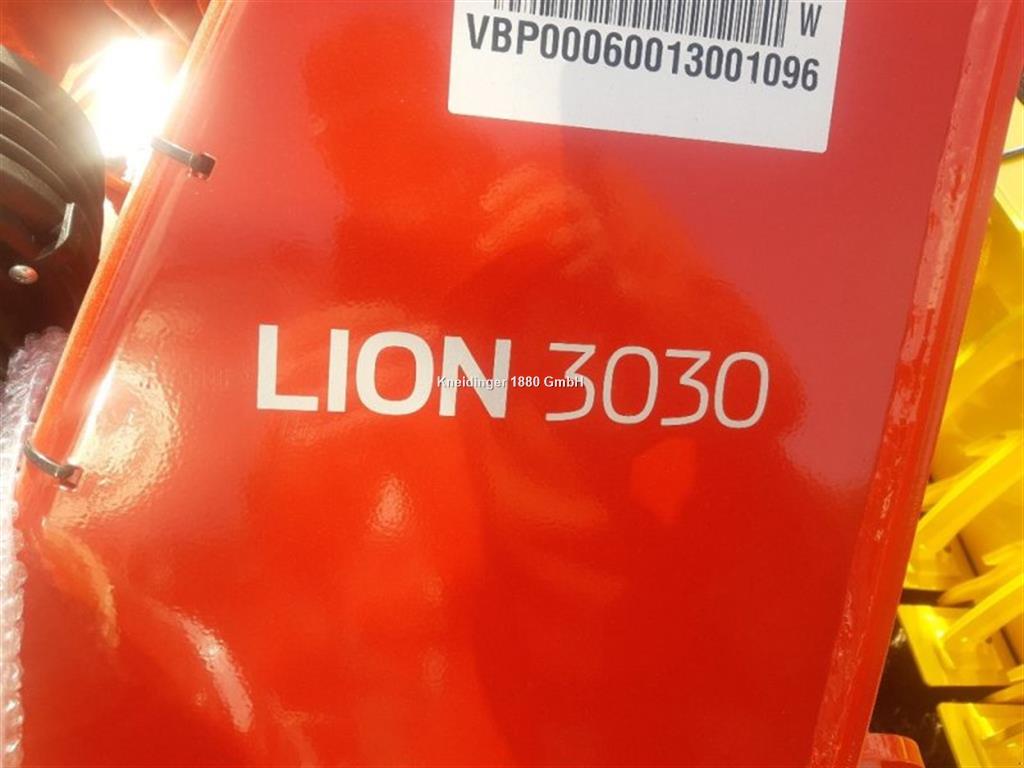 W
VBP00060013001096
LION 3030
Kneidinger 1880 GmbH